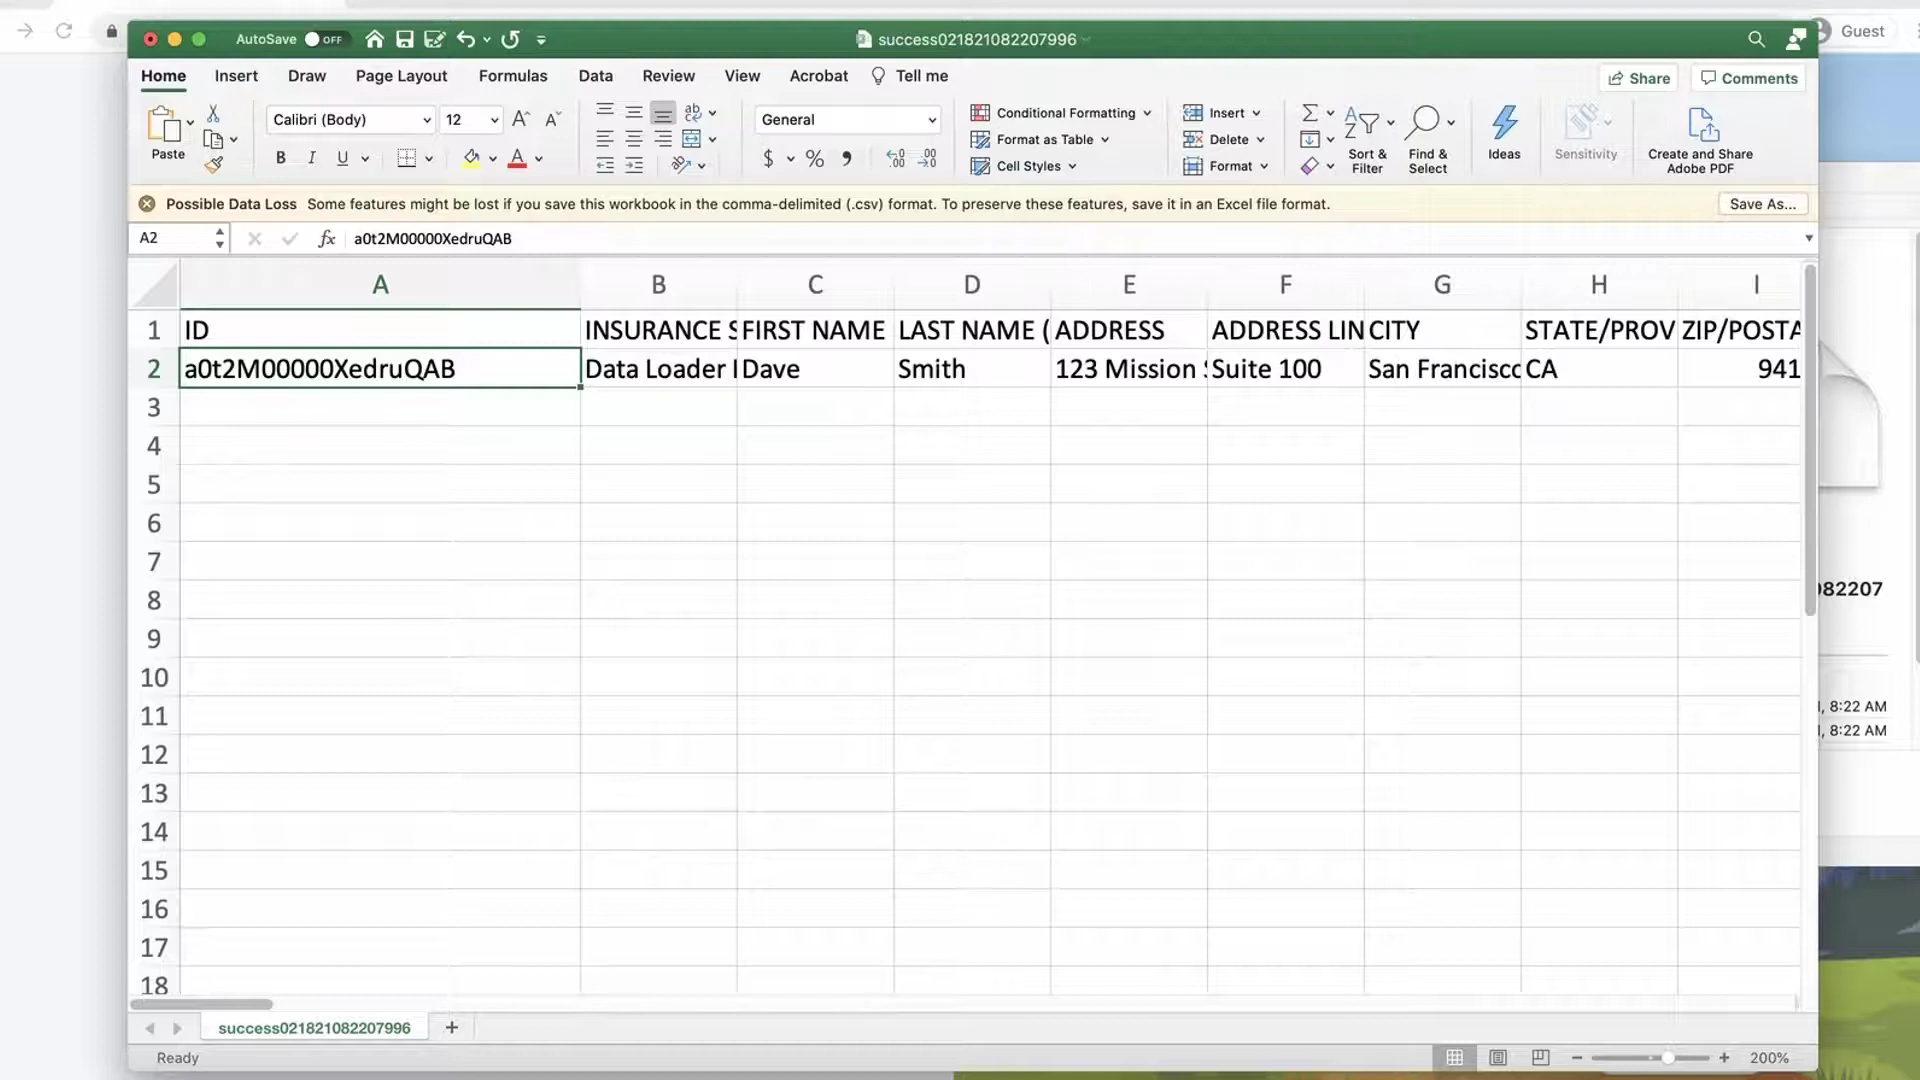 Guest
AutoSave OFF
success021821082207996
Home Insert Draw Page Layout Formulas Data Review View Acrobat Tell me
Share Comments
Paste
Calibri (Body) 12
General
Conditional Formatting
Format as Table
Cell Styles
Insert
Delete
Format
Sort &
Filter
Find &
Select
Ideas
Sensitivity
Create and Share
Adobe PDF
Possible Data Loss Some features might be lost if you save this workbook in the comma-delimited (.csv) format. To preserve these features, save it in an Excel file format. Save As...
A2 fx a0t2M00000XedruQAB
A B C D E F G H I
1 ID INSURANCE S FIRST NAME LAST NAME ( ADDRESS ADDRESS LIN CITY STATE/PROV ZIP/POSTA
2 a0t2M00000XedruQAB Data Loader Dave Smith 123 Mission Suite 100 San Francisco CA 941
3
4
5
6
7
8
9
10
11
12
13
14
15
16
17
18
082207
, 8:22 AM
, 8:22 AM
success021821082207996
Ready
200%